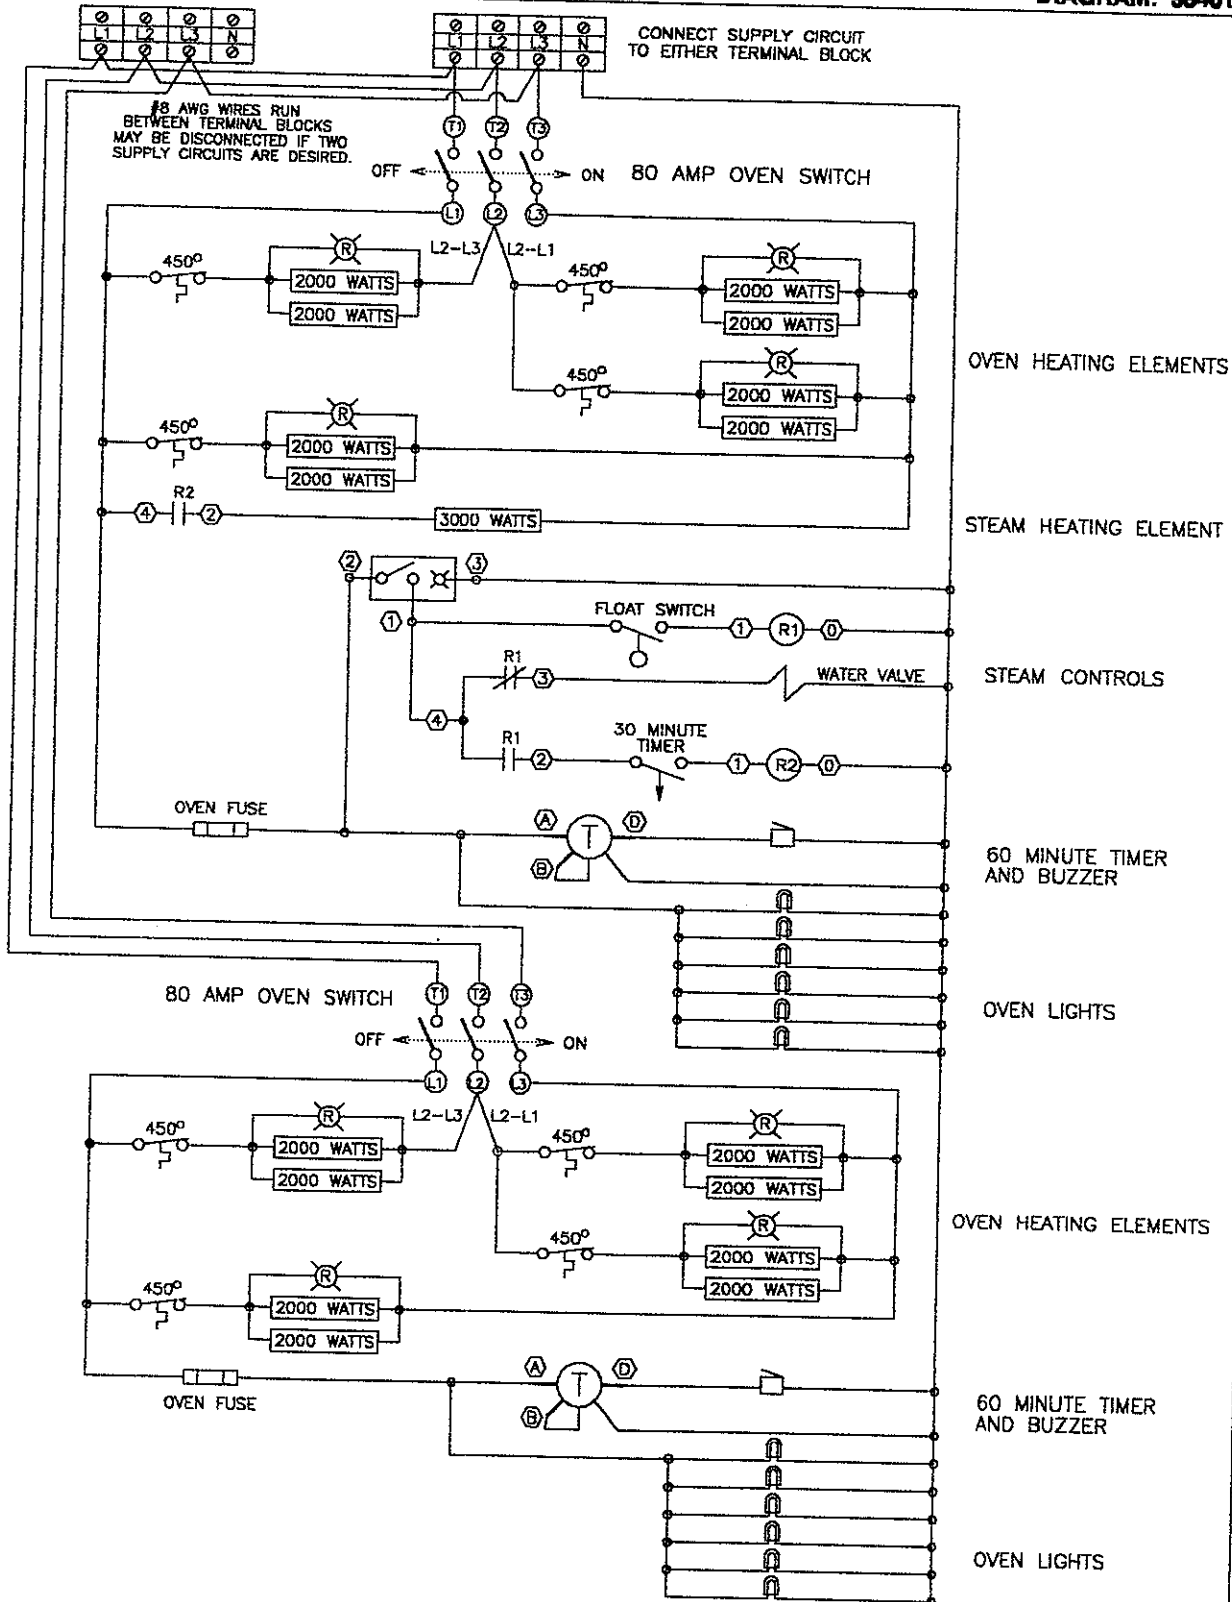 L1 L2 L3 N
L1 L2 L3 N
CONNECT SUPPLY CIRCUIT
TO EITHER TERMINAL BLOCK
#8 AWG WIRES RUN
BETWEEN TERMINAL BLOCKS
MAY BE DISCONNECTED IF TWO
SUPPLY CIRCUITS ARE DESIRED.
T1 T2 T3
OFF ON 80 AMP OVEN SWITCH
L1 L2 L3
L2-L3 L2-L1
450° R
2000 WATTS
2000 WATTS
450° R
2000 WATTS
2000 WATTS
450° R
2000 WATTS
2000 WATTS
OVEN HEATING ELEMENTS
450° R
2000 WATTS
2000 WATTS
R2
4 2 3000 WATTS
STEAM HEATING ELEMENT
2 3
FLOAT SWITCH
1 1 R1 0
R1
3 WATER VALVE
STEAM CONTROLS
4
R1 30 MINUTE
TIMER
2 1 R2 0
OVEN FUSE
A T D
B
60 MINUTE TIMER
AND BUZZER
OVEN LIGHTS
80 AMP OVEN SWITCH T1 T2 T3
OFF ON
L1 L2 L3
L2-L3 L2-L1
450° R
2000 WATTS
2000 WATTS
450° R
2000 WATTS
2000 WATTS
OVEN HEATING ELEMENTS
450° R
2000 WATTS
2000 WATTS
450° R
2000 WATTS
2000 WATTS
OVEN FUSE
A T D
B
60 MINUTE TIMER
AND BUZZER
OVEN LIGHTS